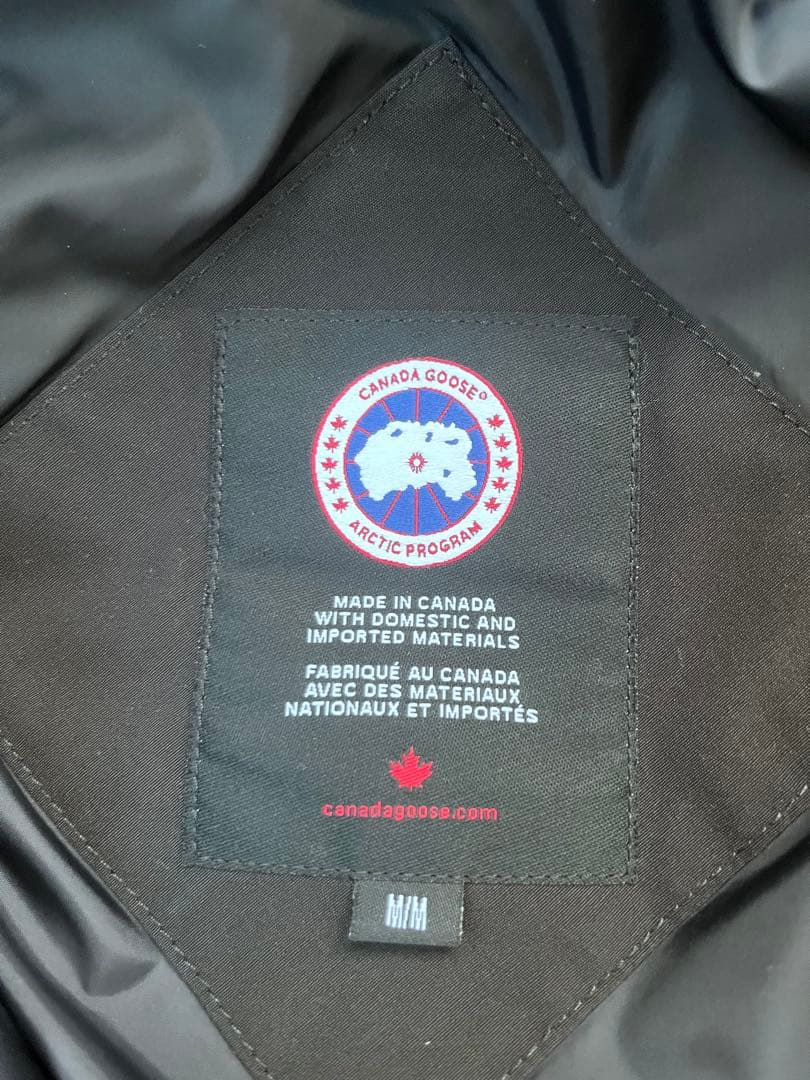 CANADA GOOSE®
ARCTIC PROGRAM
MADE IN CANADA
WITH DOMESTIC AND
IMPORTED MATERIALS
FABRIQUÉ AU CANADA
AVEC DES MATERIAUX
NATIONAUX ET IMPORTÉS
canadagoose.com
M/M